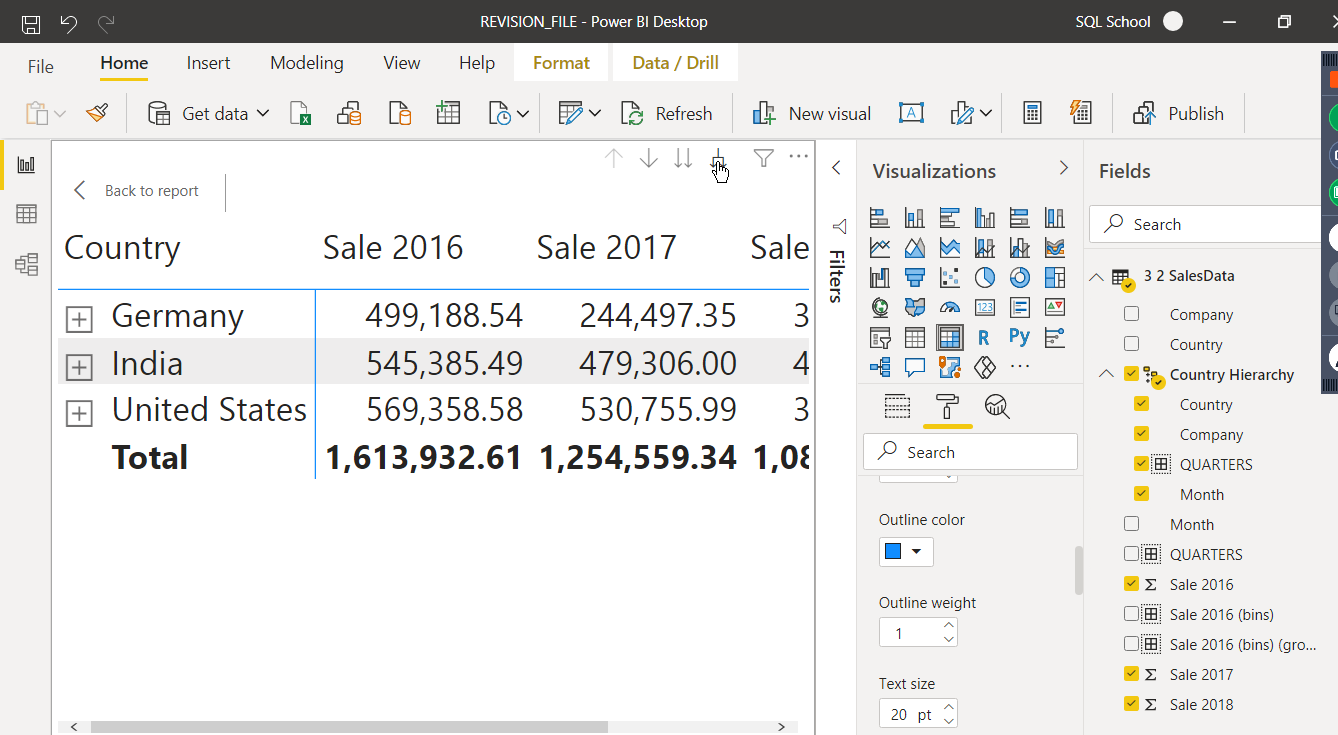 REVISION_FILE - Power BI Desktop
SQL School
File
Home
Insert
Modeling
View
Help
Format
Data / Drill
Get data
Refresh
New visual
Publish
Back to report
Country Sale 2016 Sale 2017 Sale
Germany 499,188.54 244,497.35 3
India 545,385.49 479,306.00 4
United States 569,358.58 530,755.99 3
Total 1,613,932.61 1,254,559.34 1,08
Filters
Visualizations
123
R
Py
Search
Outline color
Outline weight
1
Text size
20 pt
Fields
Search
3 2 SalesData
Company
Country
Country Hierarchy
Country
Company
QUARTERS
Month
Month
QUARTERS
Σ Sale 2016
Sale 2016 (bins)
Sale 2016 (bins) (gro...
Σ Sale 2017
Σ Sale 2018